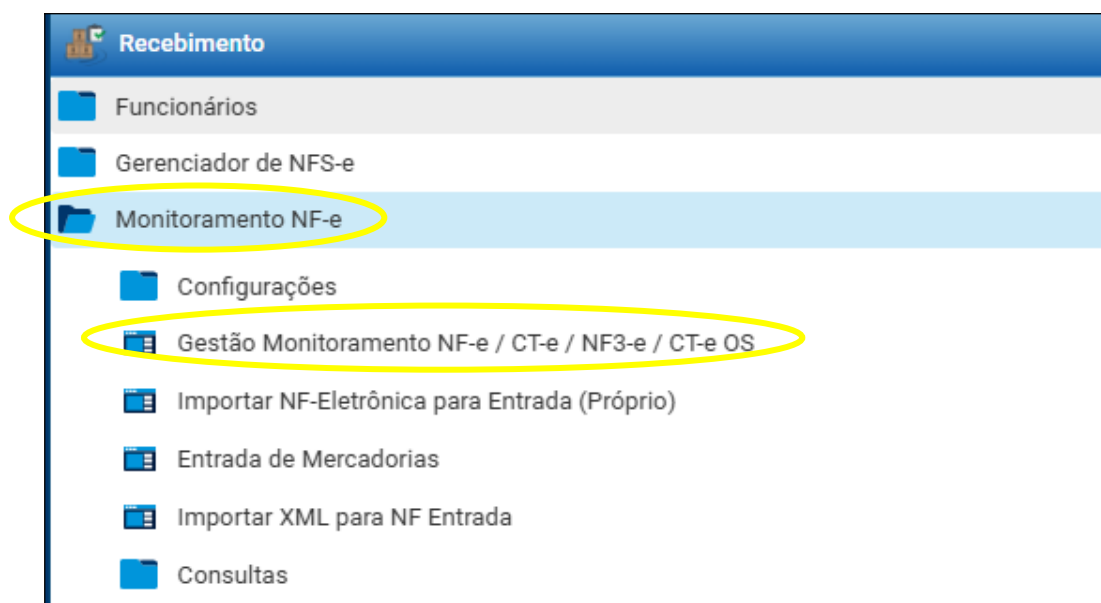 Recebimento
Funcionários
Gerenciador de NFS-e
Monitoramento NF-e
Configurações
Gestão Monitoramento NF-e / CT-e / NF3-e / CT-e OS
Importar NF-Eletrônica para Entrada (Próprio)
Entrada de Mercadorias
Importar XML para NF Entrada
Consultas